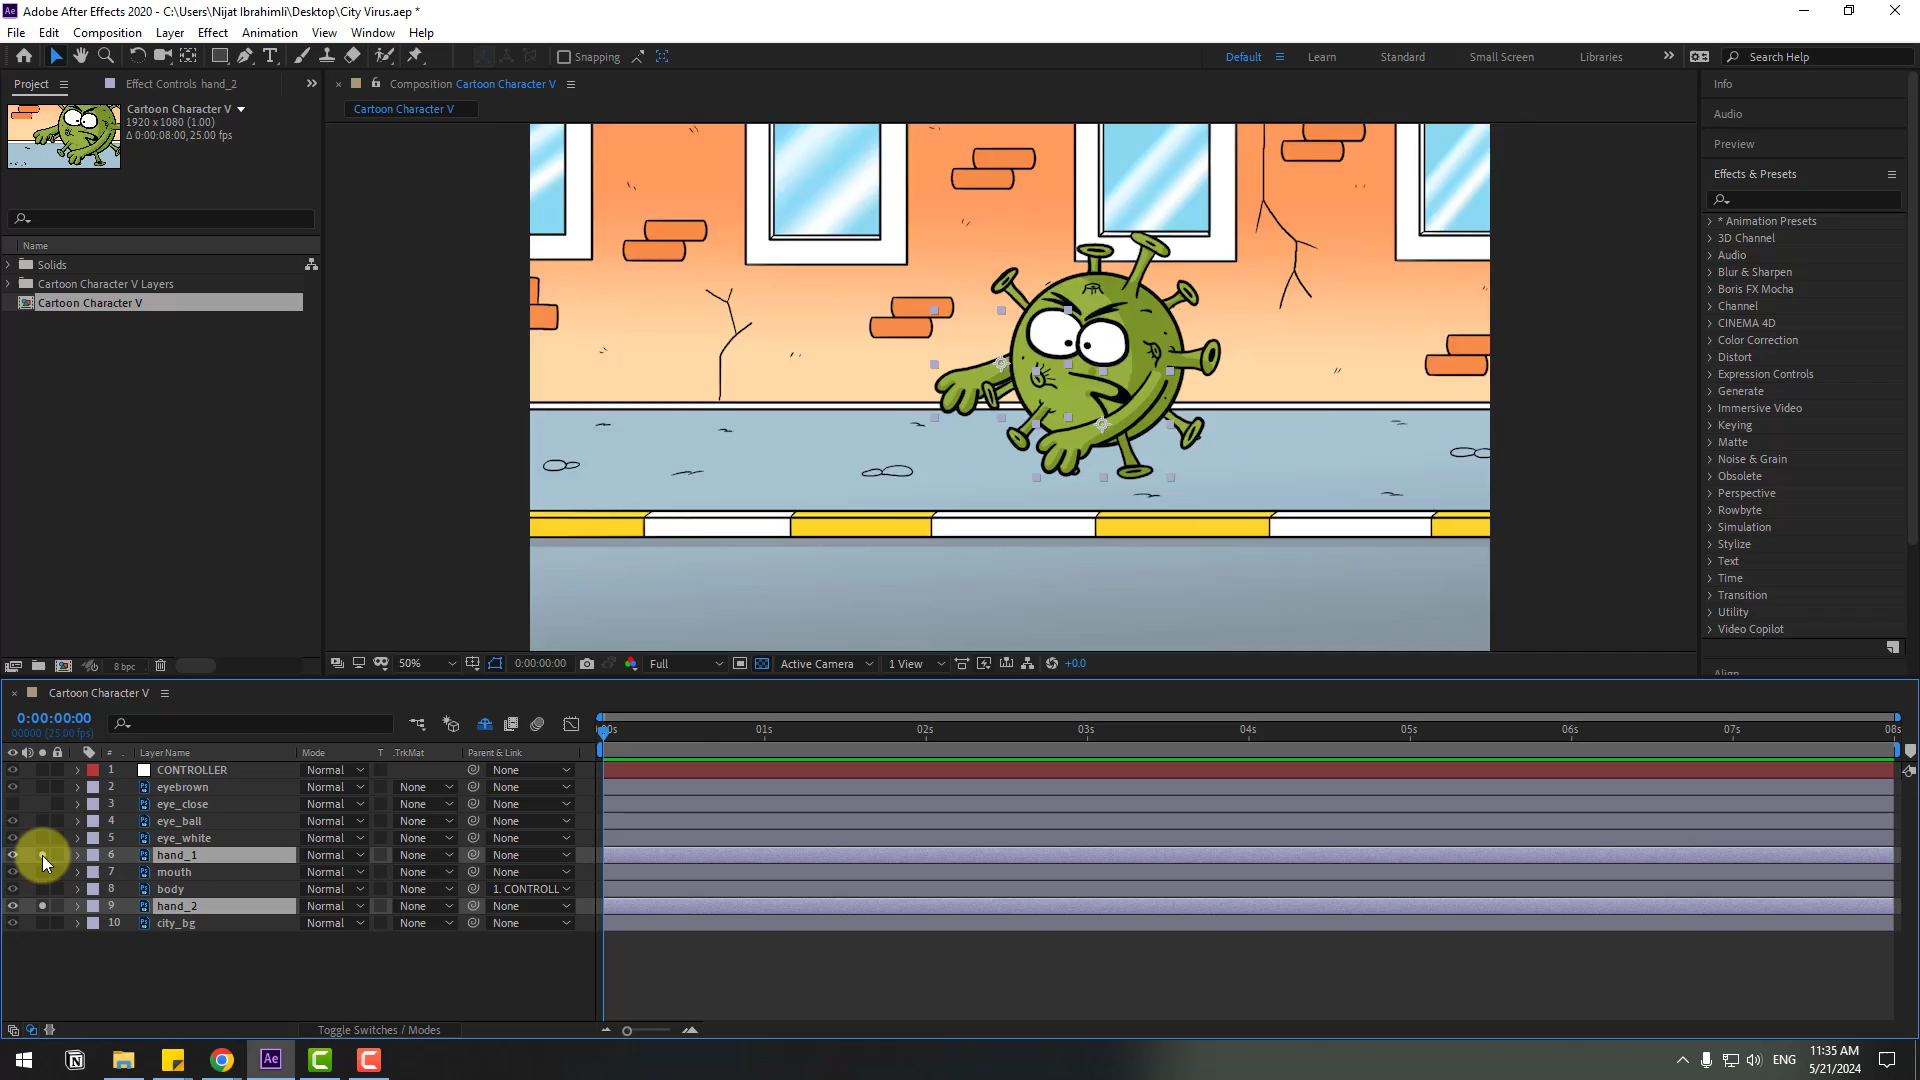 Adobe After Effects 2020 - C:\Users\Nijat Ibrahimli\Desktop\City Virus.aep *
File Edit Composition Layer Effect Animation View Window Help
Snapping
Default Learn Standard Small Screen Libraries Search Help
Project
Effect Controls hand_2
Cartoon Character V
1920 x 1080 (1.00)
Δ 0:00:08:00, 25.00 fps
Name
Solids
Cartoon Character V Layers
Cartoon Character V
8 bpc
Composition Cartoon Character V
Cartoon Character V
50% 0:00:00:00 Full Active Camera 1 View +0.0
Info
Audio
Preview
Effects & Presets
* Animation Presets
3D Channel
Audio
Blur & Sharpen
Boris FX Mocha
Channel
CINEMA 4D
Color Correction
Distort
Expression Controls
Generate
Immersive Video
Keying
Matte
Noise & Grain
Obsolete
Perspective
Rowbyte
Simulation
Stylize
Text
Time
Transition
Utility
Video Copilot
Align
Cartoon Character V
0:00:00:00
00000 (25.00 fps)
# Layer Name Mode T .TrkMat Parent & Link
00s 01s 02s 03s 04s 05s 06s 07s 08s
1 CONTROLLER Normal None
2 eyebrown Normal None None
3 eye_close Normal None None
4 eye_ball Normal None None
5 eye_white Normal None None
6 hand_1 Normal None None
7 mouth Normal None None
8 body Normal None 1. CONTROLL
9 hand_2 Normal None None
10 city_bg Normal None None
Toggle Switches / Modes
ENG
11:35 AM
5/21/2024